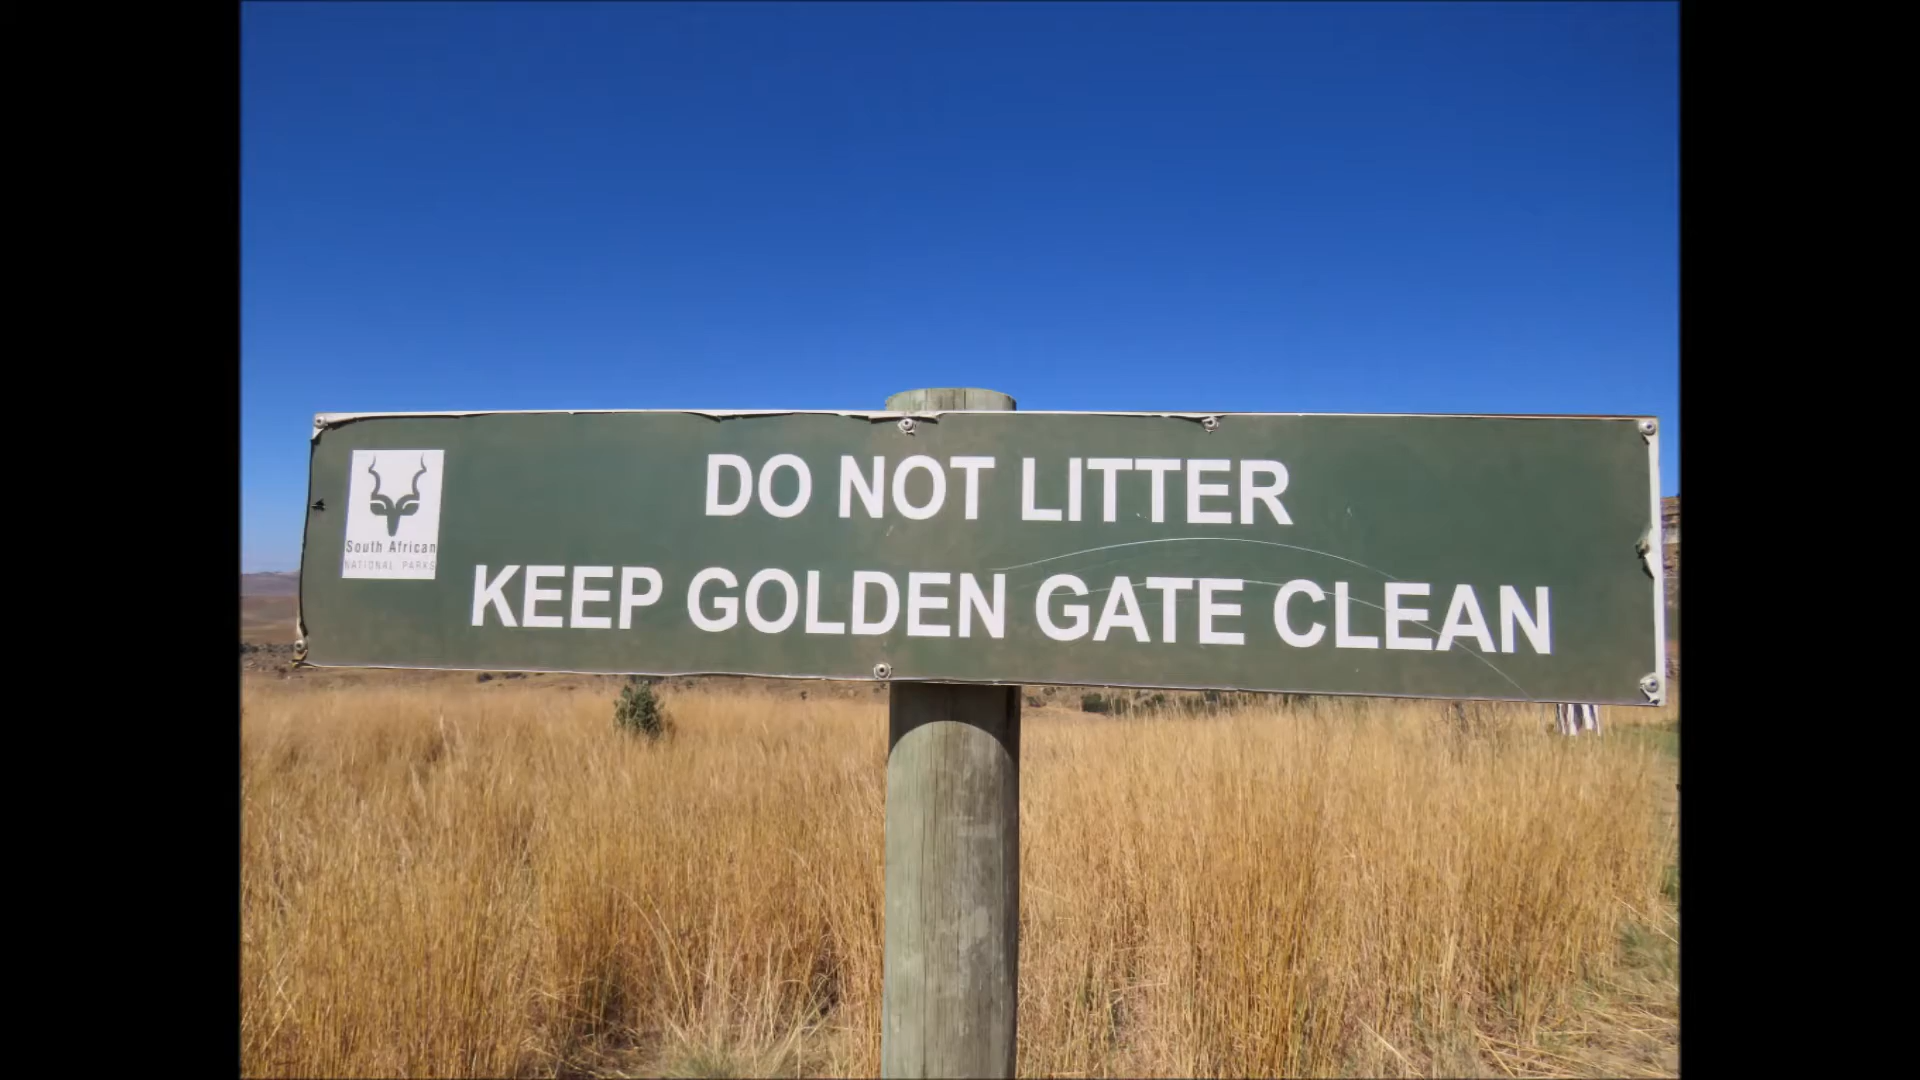 DO NOT LITTER
KEEP GOLDEN GATE CLEAN
South African
NATIONAL PARKS